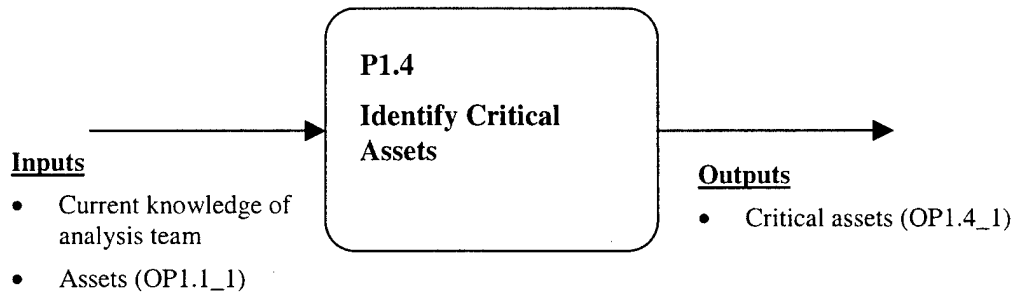 P1.4
Identify Critical
Assets
Inputs
• Current knowledge of
analysis team
• Assets (OP1.1_1)
Outputs
• Critical assets (OP1.4_1)